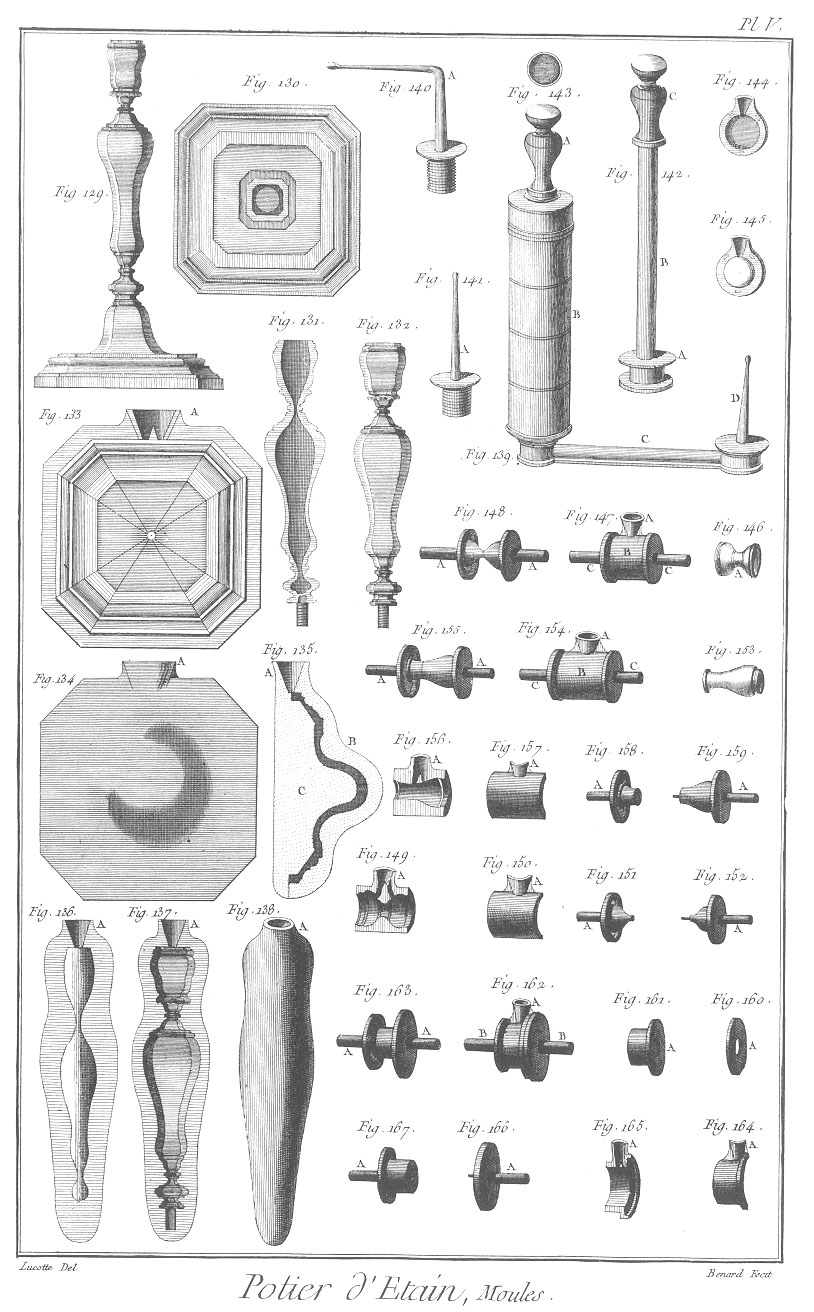 Pl V.
Fig. 129.
Fig. 130.
Fig. 140
A
Fig. 143.
A
B
C
Fig. 142.
B
A
Fig. 144.
Fig. 145.
Fig. 141.
A
Fig. 131.
Fig. 132.
Fig. 139.
C
D
Fig. 133
A
Fig. 148.
A
A
Fig. 147.
A
B
C
C
Fig. 146.
A
Fig. 155.
A
A
Fig. 154.
A
B
C
C
Fig. 153.
Fig. 134
A
Fig. 135.
A
B
C
Fig. 156.
A
Fig. 157.
A
Fig. 158.
A
Fig. 159.
A
Fig. 149.
A
Fig. 150.
A
Fig. 151
A
Fig. 152.
A
Fig. 136.
A
Fig. 137.
A
Fig. 138.
A
Fig. 163.
A
A
Fig. 162.
A
B
B
Fig. 161.
A
Fig. 160.
A
Fig. 167.
A
Fig. 166.
A
Fig. 165.
A
Fig. 164.
A
Lucotte Del
Benard Fecit
Potier d'Etain, Moules.